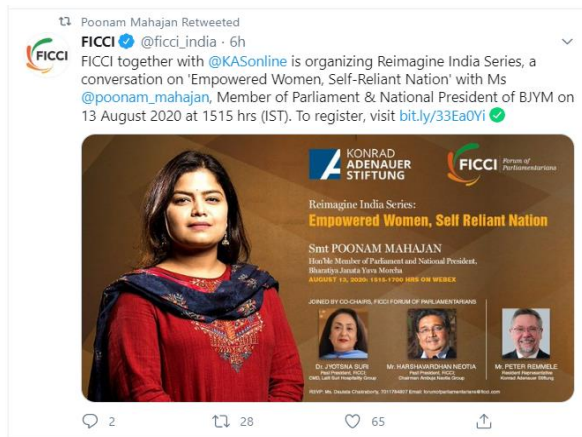 Poonam Mahajan Retweeted
FICCI @ficci_india · 6h
FICCI together with @KASonline is organizing Reimagine India Series, a
conversation on 'Empowered Women, Self-Reliant Nation' with Ms
@poonam_mahajan, Member of Parliament & National President of BJYM on
13 August 2020 at 1515 hrs (IST). To register, visit bit.ly/33Ea0Yi
FICCI
KONRAD
ADENAUER
STIFTUNG
FICCI
Forum of
Parliamentarians
Reimagine India Series:
Empowered Women, Self Reliant Nation
Smt POONAM MAHAJAN
Hon'ble Member of Parliament and National President,
Bharatiya Janata Yuva Morcha
AUGUST 13, 2020: 1515-1700 HRS ON WEBEX
JOINED BY CO-CHAIRS, FICCI FORUM OF PARLIAMENTARIANS
Dr. JYOTSNA SURI
Past President, FICCI;
CMD, Lalit Suri Hospitality Group
Mr. HARSHAVARDHAN NEOTIA
Past President, FICCI;
Chairman Ambuja Neotia Group
Mr. PETER RIMMELE
Resident Representative
Konrad Adenauer Stiftung
RSVP: Ms. Chakraborty, Email:
2
28
65